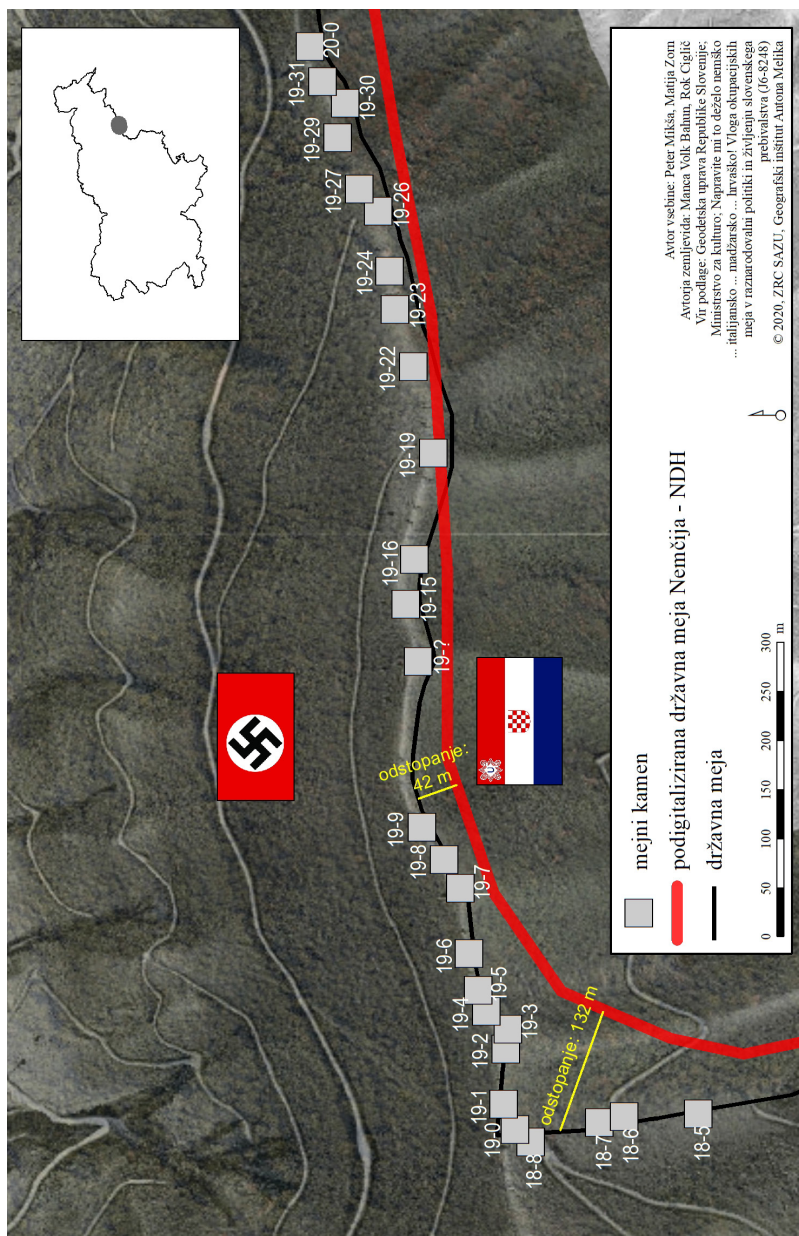 18-5
18-6
18-7
18-8
19-0
19-1
19-2
19-3
19-4
19-5
19-6
19-7
19-8
19-9
19-?
19-15
19-16
19-19
19-22
19-23
19-24
19-26
19-27
19-29
19-30
19-31
20-0
odstopanje: 132 m
odstopanje:
42 m
mejni kamen
podigitalizirana državna meja Nemčija - NDH
državna meja
0 50 100 150 200 250 300
m
Avtor vsebine: Peter Mikša, Matija Zorn
Avtorja zemljevida: Manca Volk Bahun, Rok Ciglič
Vir podlage: Geodetska uprava Republike Slovenije;
Ministrstvo za kulturo; Napravite mi to deželo nemško
... italijansko ... madžarsko ... hrvaško! Vloga okupacijskih
meja v raznarodovalni politiki in življenju slovenskega
prebivalstva (J6-8248)
© 2020, ZRC SAZU, Geografski inštitut Antona Melika